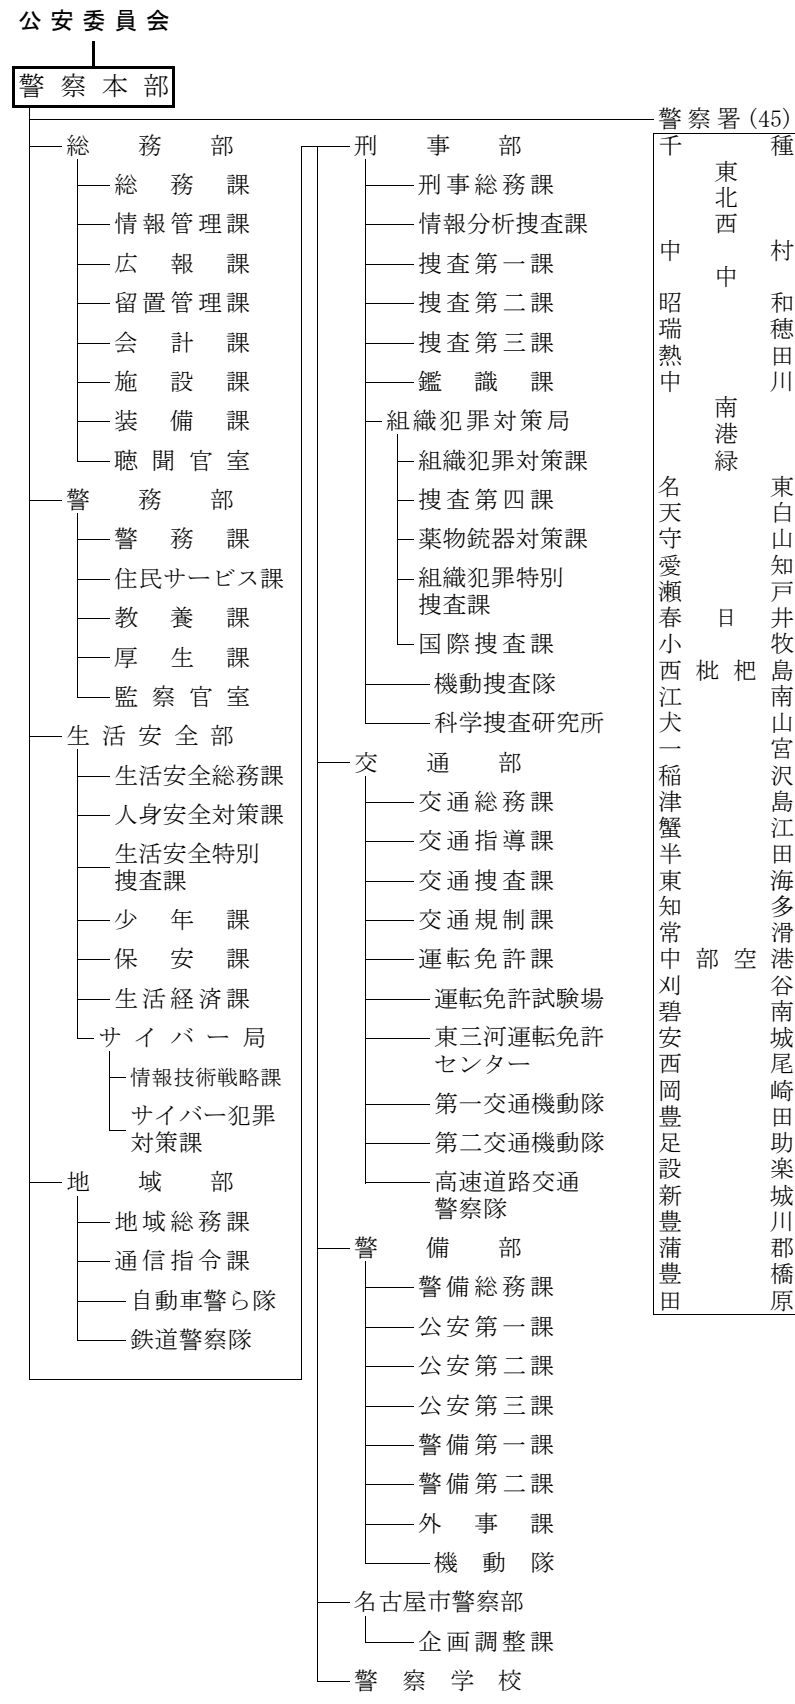 公安委員会
警察本部
総務部
総務課
情報管理課
広報課
留置管理課
会計課
施設課
装備課
聴聞官室
警務部
警務課
住民サービス課
教養課
厚生課
監察官室
生活安全部
生活安全総務課
人身安全対策課
生活安全特別
捜査課
少年課
保安課
生活経済課
サイバー局
情報技術戦略課
サイバー犯罪
対策課
地域部
地域総務課
通信指令課
自動車警ら隊
鉄道警察隊
刑事部
刑事総務課
情報分析捜査課
捜査第一課
捜査第二課
捜査第三課
鑑識課
組織犯罪対策局
組織犯罪対策課
捜査第四課
薬物銃器対策課
組織犯罪特別
捜査課
国際捜査課
機動捜査隊
科学捜査研究所
交通部
交通総務課
交通指導課
交通捜査課
交通規制課
運転免許課
運転免許試験場
東三河運転免許
センター
第一交通機動隊
第二交通機動隊
高速道路交通
警察隊
警備部
警備総務課
公安第一課
公安第二課
公安第三課
警備第一課
警備第二課
外事課
機動隊
名古屋市警察部
企画調整課
警察学校
警察署(45)
千種
東
北
西
中村
中
昭和
瑞穂
熱田
中川
南
港
緑
名東
天白
守山
愛知
瀬戸
春日井
小牧
西枇杷島
江南
犬山
一宮
稲沢
津島
蟹江
半田
東海
知多
常滑
中部空港
刈谷
碧南
安城
西尾
岡崎
豊田
足助
設楽
新城
豊川
蒲郡
豊橋
田原